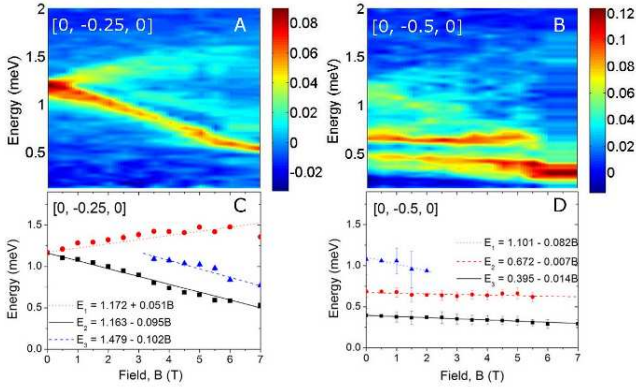 [0, -0.25, 0] A
Energy (meV)
2
1.5
1
0.5
0.08
0.06
0.04
0.02
0
-0.02
[0, -0.5, 0] B
Energy (meV)
2
1.5
1
0.5
0.12
0.1
0.08
0.06
0.04
0.02
0
[0, -0.25, 0] C
Energy (meV)
1.5
1.0
0.5
0.0
E1 = 1.172 + 0.051B
E2 = 1.163 - 0.095B
E3 = 1.479 - 0.102B
0 1 2 3 4 5 6 7
Field, B (T)
[0, -0.5, 0] D
Energy (meV)
1.5
1.0
0.5
0.0
E1 = 1.101 - 0.082B
E2 = 0.672 - 0.007B
E3 = 0.395 - 0.014B
0 1 2 3 4 5 6 7
Field, B (T)